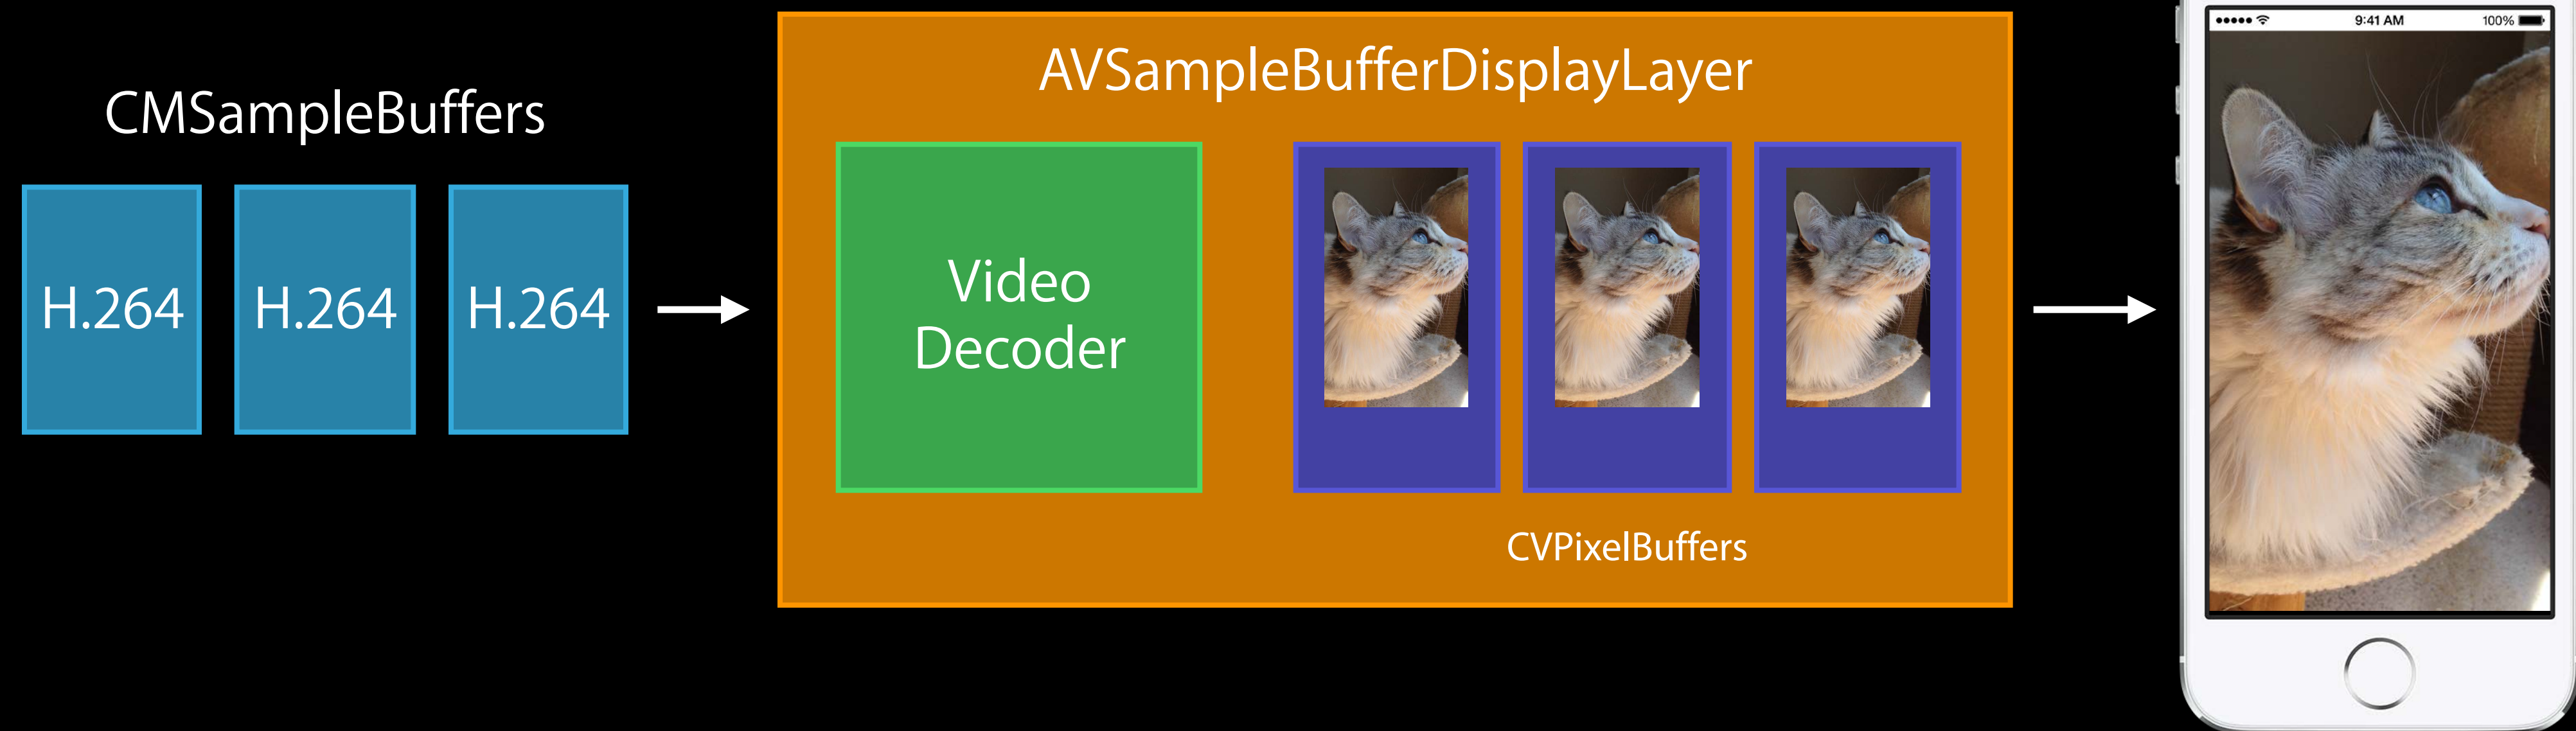 CMSampleBuffers
H.264
H.264
H.264
AVSampleBufferDisplayLayer
Video
Decoder
CVPixelBuffers
9:41 AM
100%